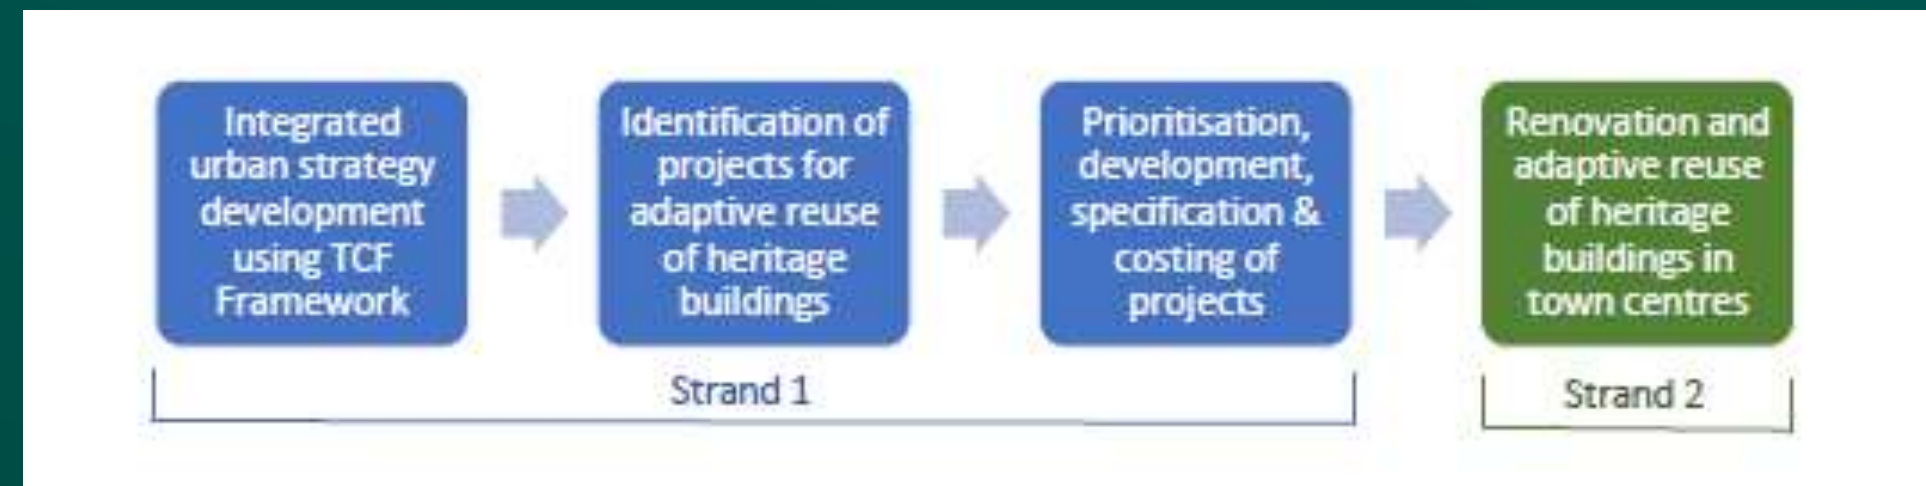 Integrated
urban strategy
development
using TCF
Framework
Identification of
projects for
adaptive reuse
of heritage
buildings
Prioritisation,
development,
specification &
costing of
projects
Renovation and
adaptive reuse
of heritage
buildings in
town centres
Strand 1
Strand 2